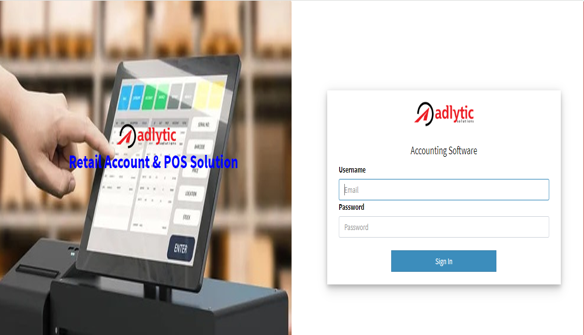 adlytic
Retail Account & POS Solution
ENTER
adlytic
Accounting Software
Username
Email
Password
Password
Sign In